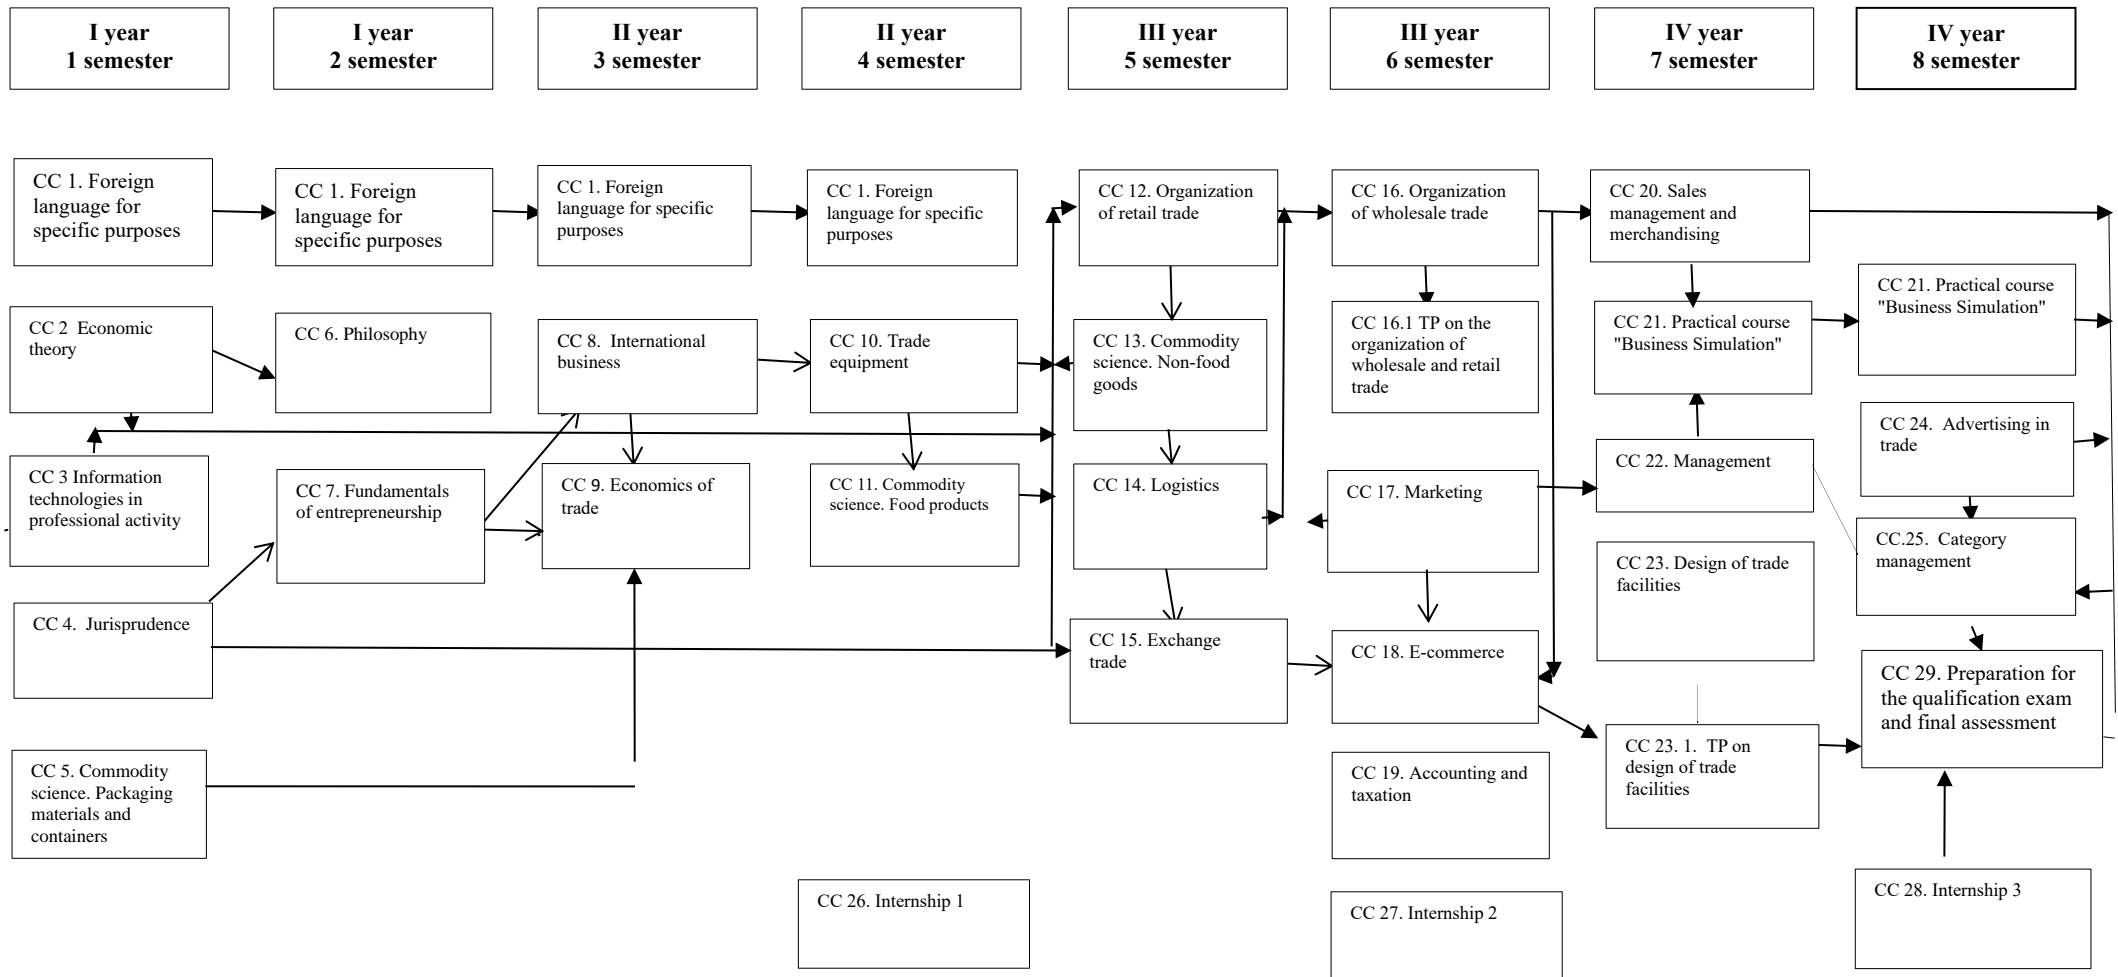 I year
1 semester
I year
2 semester
II year
3 semester
II year
4 semester
III year
5 semester
III year
6 semester
IV year
7 semester
IV year
8 semester
CC 1. Foreign
language for
specific purposes
CC 1. Foreign
language for
specific purposes
CC 1. Foreign
language for specific
purposes
CC 1. Foreign
language for specific
purposes
CC 12. Organization
of retail trade
CC 16. Organization
of wholesale trade
CC 20. Sales
management and
merchandising
CC 2 Economic
theory
CC 6. Philosophy
CC 8. International
business
CC 10. Trade
equipment
CC 13. Commodity
science. Non-food
goods
CC 16.1 TP on the
organization of
wholesale and retail
trade
CC 21. Practical course
"Business Simulation"
CC 21. Practical course
"Business Simulation"
CC 3 Information
technologies in
professional activity
CC 7. Fundamentals
of entrepreneurship
CC 9. Economics of
trade
CC 11. Commodity
science. Food products
CC 14. Logistics
CC 17. Marketing
CC 22. Management
CC 24. Advertising in
trade
CC 4. Jurisprudence
CC 15. Exchange
trade
CC 18. E-commerce
CC 23. Design of trade
facilities
CC.25. Category
management
CC 5. Commodity
science. Packaging
materials and
containers
CC 19. Accounting and
taxation
CC 23. 1. TP on
design of trade
facilities
CC 29. Preparation for
the qualification exam
and final assessment
CC 26. Internship 1
CC 27. Internship 2
CC 28. Internship 3